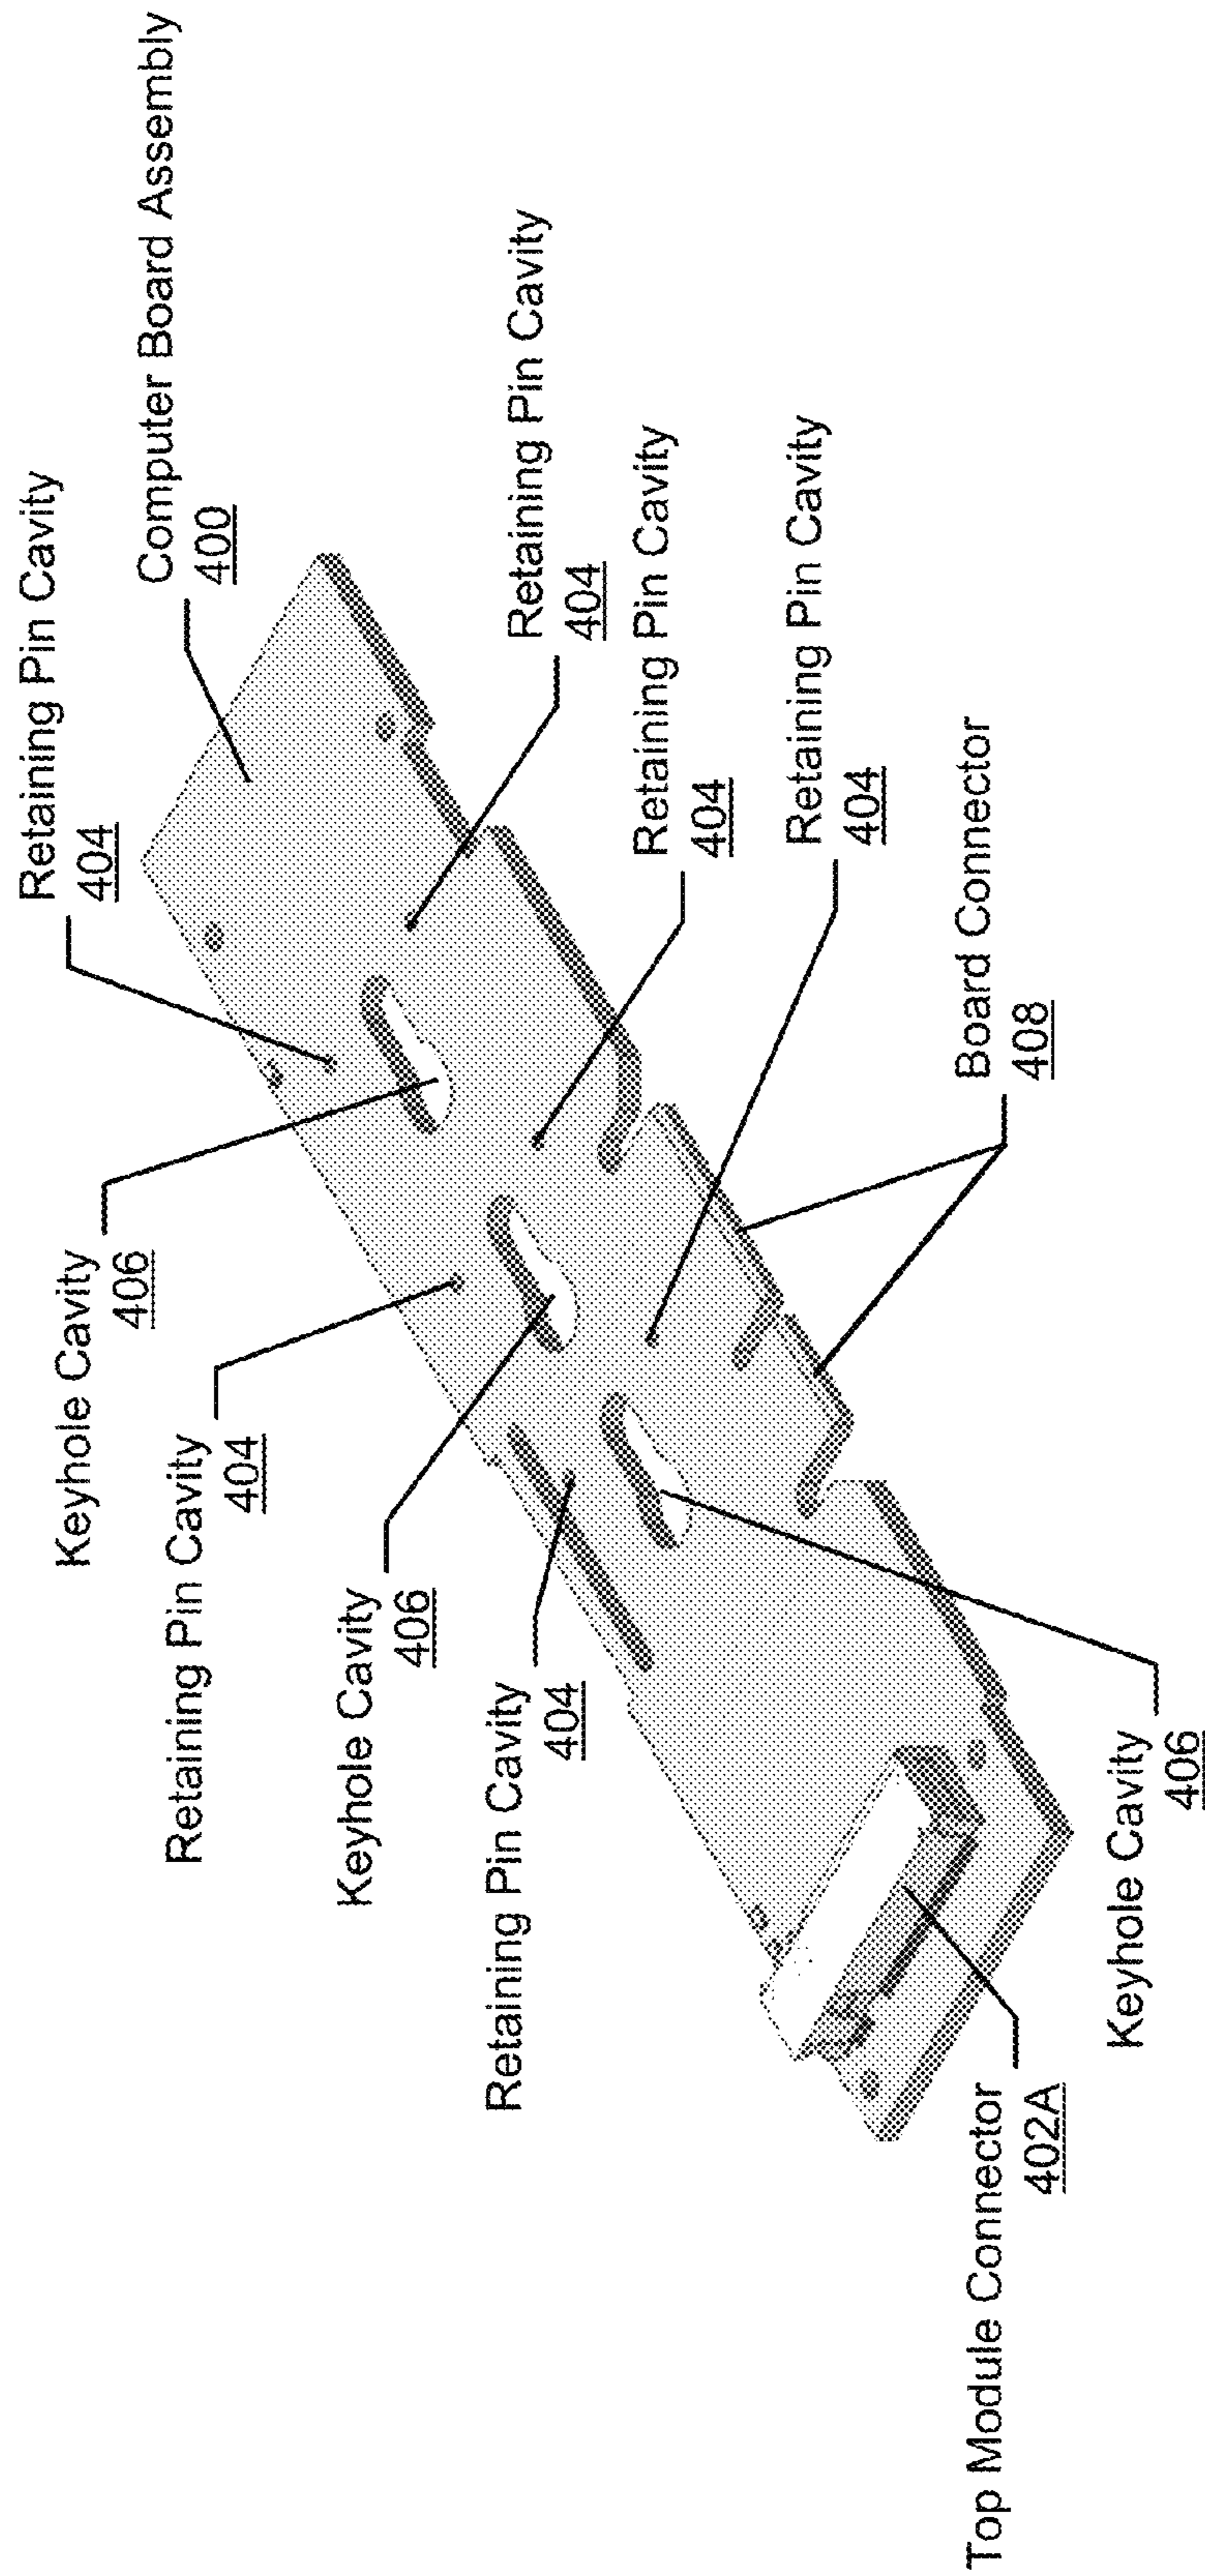 Retaining Pin Cavity
404
Computer Board Assembly
400
Keyhole Cavity
406
Retaining Pin Cavity
404
Retaining Pin Cavity
404
Keyhole Cavity
406
Retaining Pin Cavity
404
Retaining Pin Cavity
404
Retaining Pin Cavity
404
Board Connector
408
Top Module Connector
402A
Keyhole Cavity
406